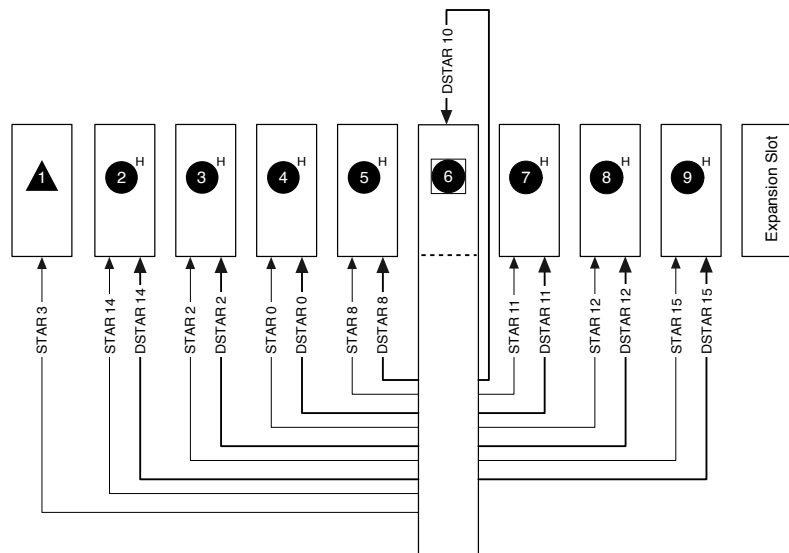 DSTAR 10
1
2
H
3
H
4
H
5
H
6
7
H
8
H
9
H
Expansion Slot
STAR 3
STAR 14
DSTAR 14
STAR 2
DSTAR 2
STAR 0
DSTAR 0
STAR 8
DSTAR 8
STAR 11
DSTAR 11
STAR 12
DSTAR 12
STAR 15
DSTAR 15